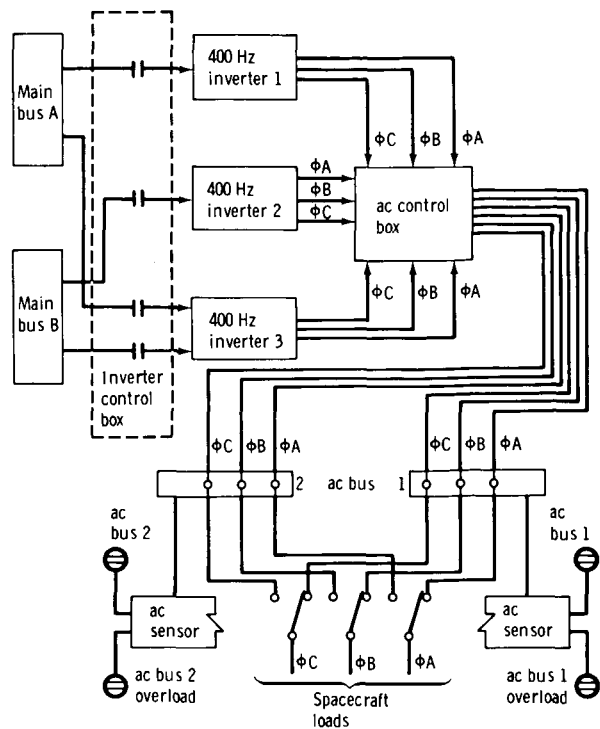 Main
bus A
400 Hz
inverter 1
ϕC
ϕB
ϕA
400 Hz
inverter 2
ϕA
ϕB
ϕC
ac control
box
Main
bus B
400 Hz
inverter 3
ϕC
ϕB
ϕA
Inverter
control
box
ϕC
ϕB
ϕA
ϕC
ϕB
ϕA
2 ac bus 1
ac
bus 2
ac
bus 1
ac
sensor
ac
sensor
ac bus 2
overload
ϕC
ϕB
ϕA
ac bus 1
overload
Spacecraft
loads